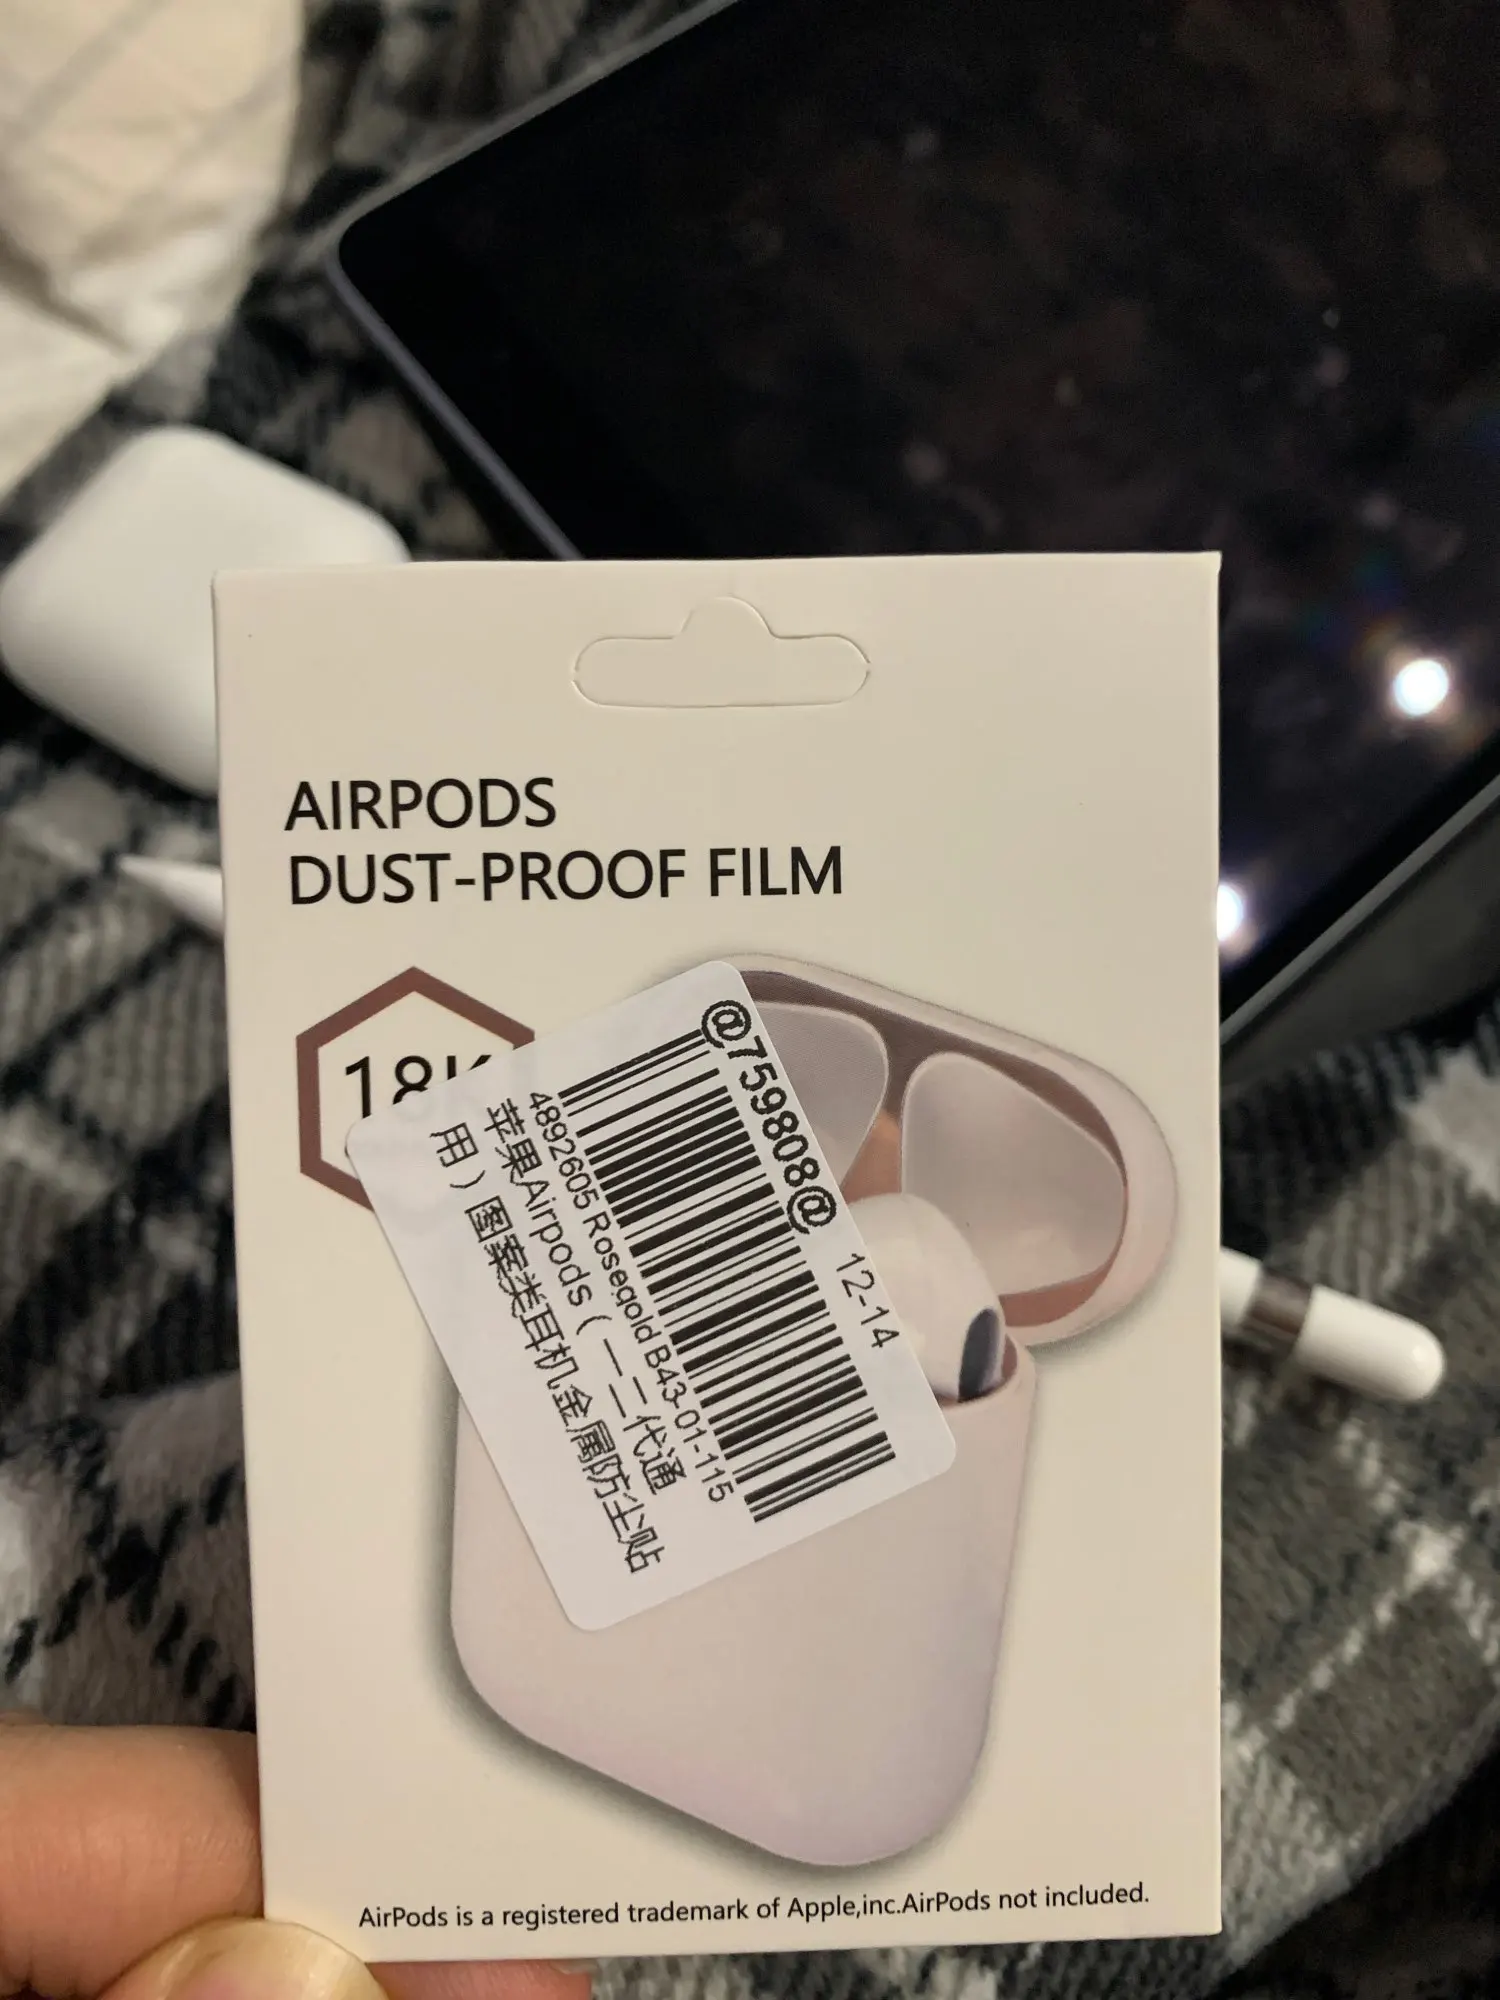 AIRPODS
DUST-PROOF FILM
18K
@759808@
12-14
4892605 Rosegold B43-01-115
苹果Airpods（一二代通
用）图案类耳机金属防尘贴
AirPods is a registered trademark of Apple,inc.AirPods not included.